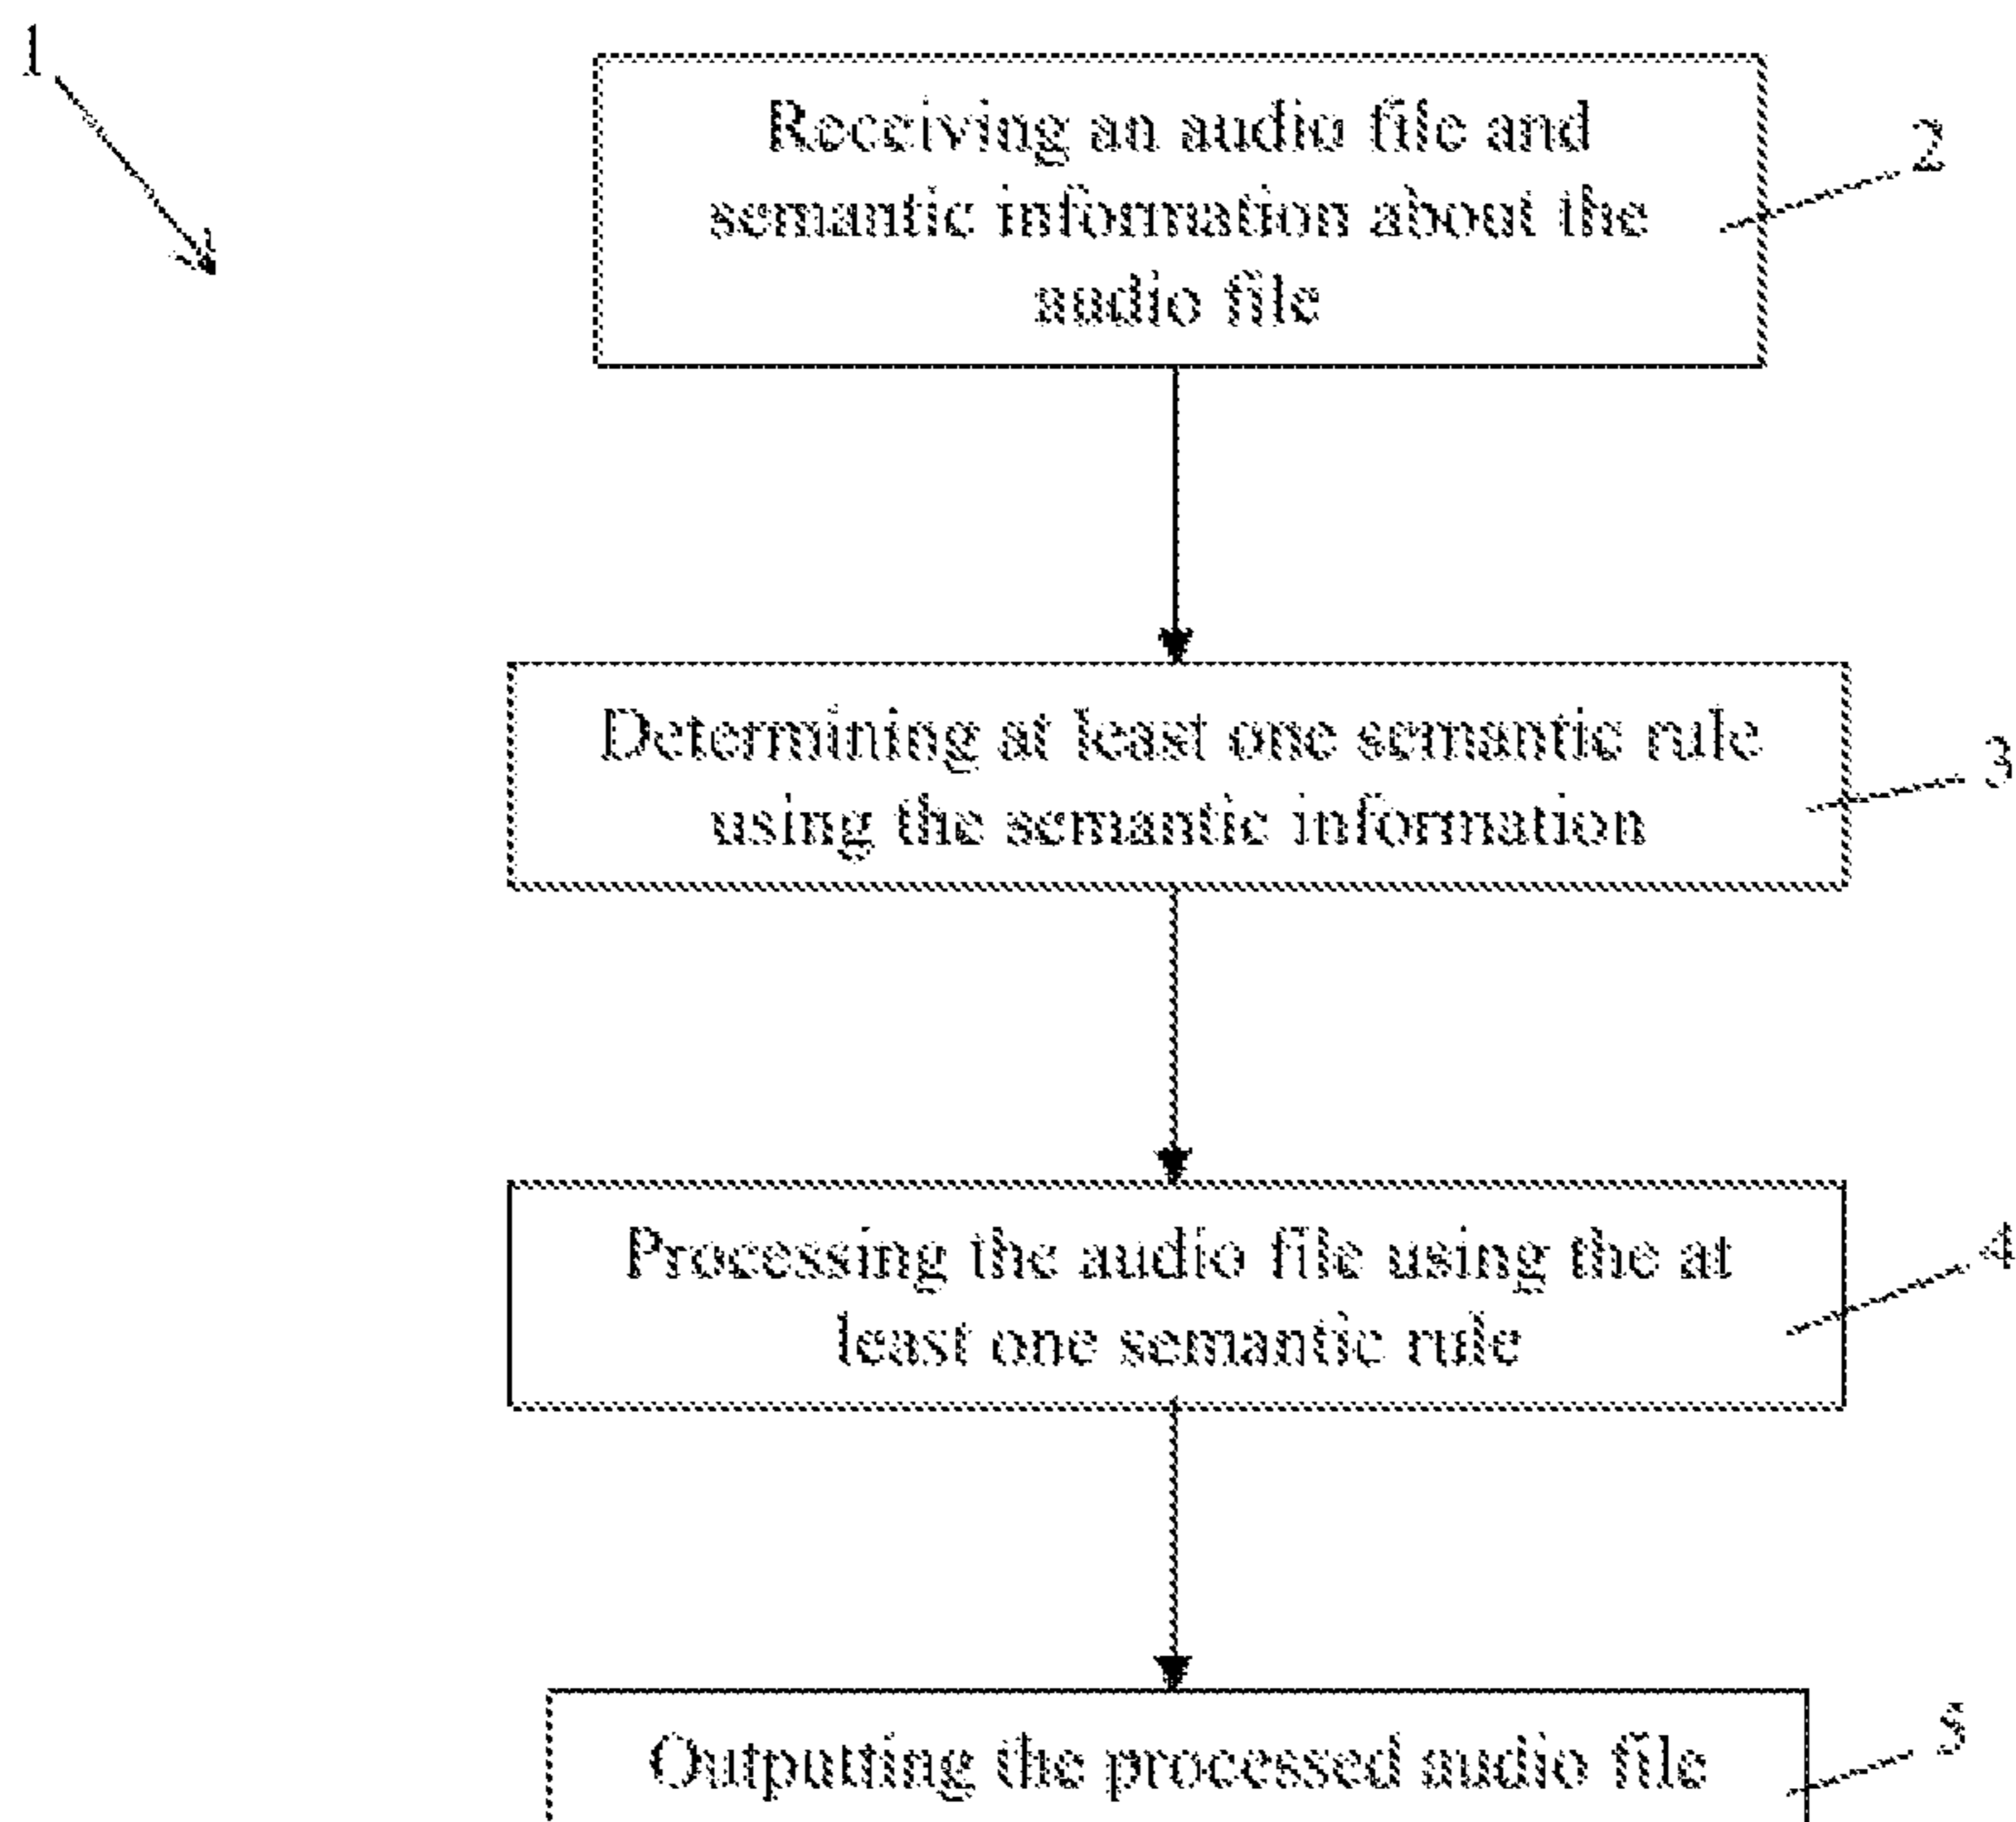 1
Receiving an audio file and
semantic information about the
audio file
2
Determining at least one semantic rule
using the semantic information
3
Processing the audio file using the at
least one semantic rule
4
Outputting the processed audio file
5